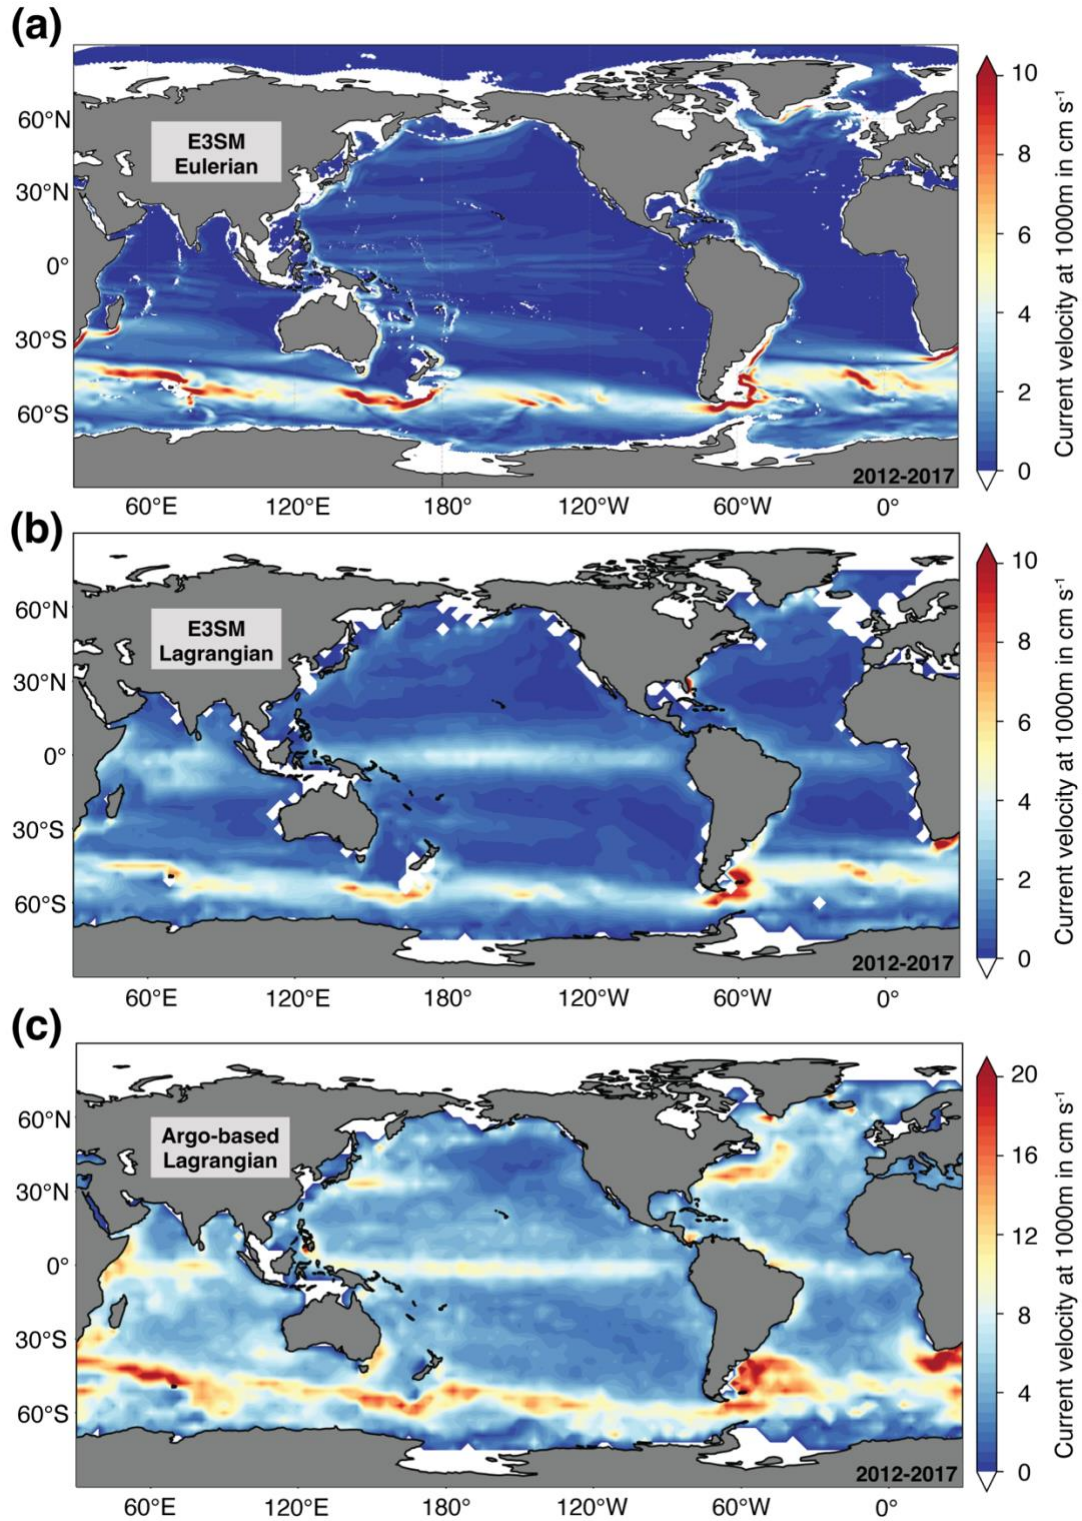 (a)
10
60°N
E3SM
Eulerian
8
30°N
6
0°
4
30°S
2
60°S
2012-2017
0
Current velocity at 1000m in cm s⁻¹
60°E 120°E 180° 120°W 60°W 0°
(b)
10
60°N
E3SM
Lagrangian
8
30°N
6
0°
4
30°S
2
60°S
2012-2017
0
Current velocity at 1000m in cm s⁻¹
60°E 120°E 180° 120°W 60°W 0°
(c)
20
60°N
Argo-based
Lagrangian
16
30°N
12
0°
8
30°S
4
60°S
2012-2017
0
Current velocity at 1000m in cm s⁻¹
60°E 120°E 180° 120°W 60°W 0°